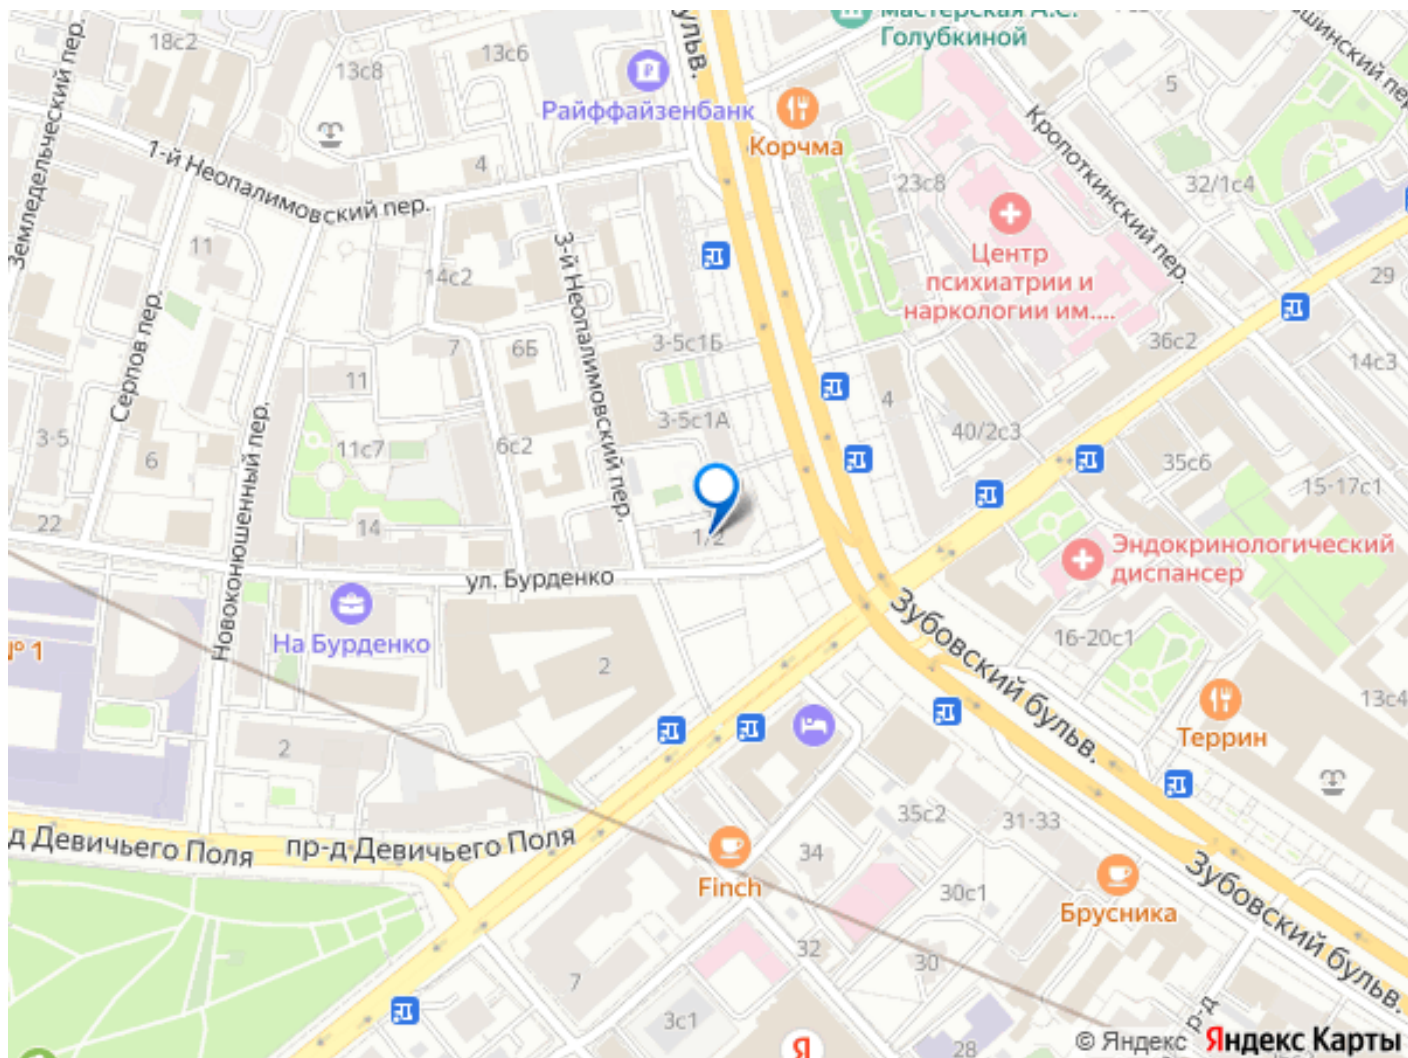 мастерская А.С.
Голубкиной
бульв.
18с2
13с6
13с8
Райффайзенбанк
Корчма
5
Земледельческий пер.
1-й Неопалимовский пер.
4
23с8
Кропоткинский пер.
32/1с4
11
14с2
3-й Неопалимовский пер.
Центр
психиатрии и
наркологии им....
29
Серпов пер.
7
6Б
3-5с1Б
36с2
14с3
11
4
3-5
6
11с7
6с2
3-5с1А
40/2с3
35с6
15-17с1
Новоконюшенный пер.
22
14
1/2
Эндокринологический
диспансер
ул. Бурденко
На Бурденко
№ 1
2
16-20с1
Зубовский бульв.
13с4
Террин
2
35с2
31-33
д Девичьего Поля
пр-д Девичьего Поля
34
Finch
30с1
Брусника
Зубовский бульв.
32
30
7
3с1
28
р-д
Я
© Яндекс Яндекс Карты